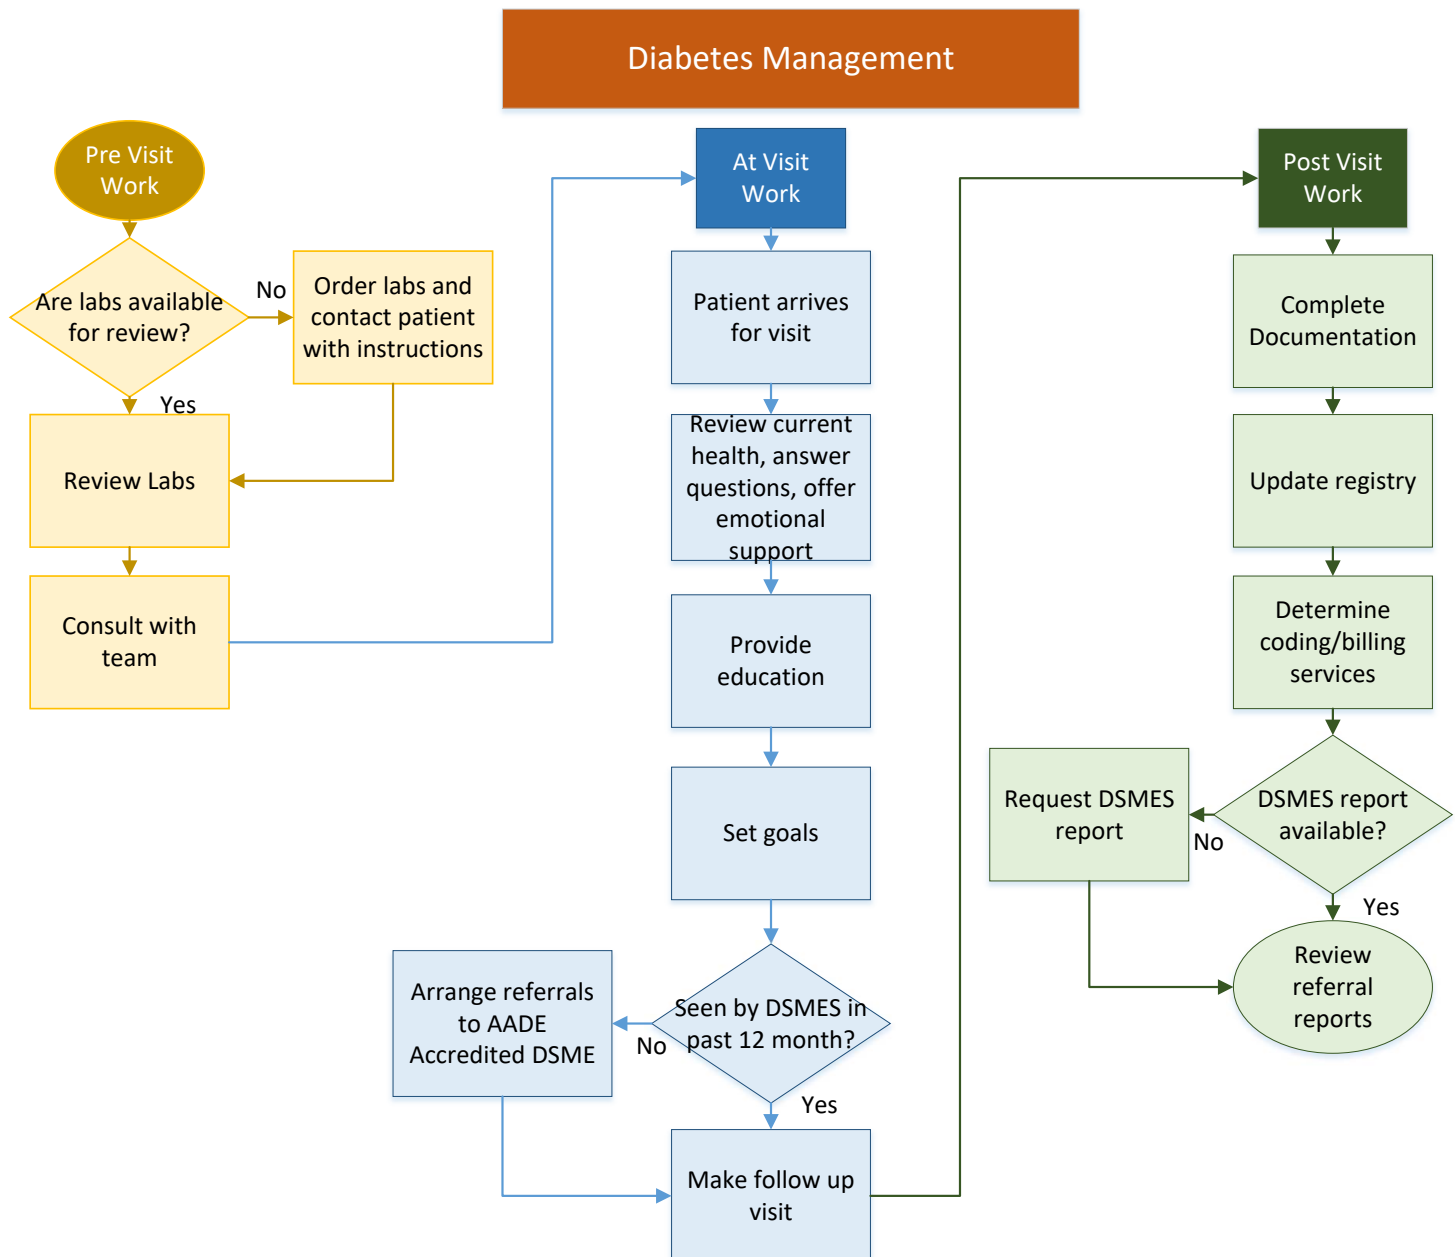 Diabetes Management
Pre Visit
Work
Are labs available
for review?
No
Order labs and
contact patient
with instructions
Yes
Review Labs
Consult with
team
At Visit
Work
Patient arrives
for visit
Review current
health, answer
questions, offer
emotional
support
Provide
education
Set goals
Seen by DSMES in
past 12 month?
No
Arrange referrals
to AADE
Accredited DSME
Yes
Make follow up
visit
Post Visit
Work
Complete
Documentation
Update registry
Determine
coding/billing
services
DSMES report
available?
No
Request DSMES
report
Yes
Review
referral
reports